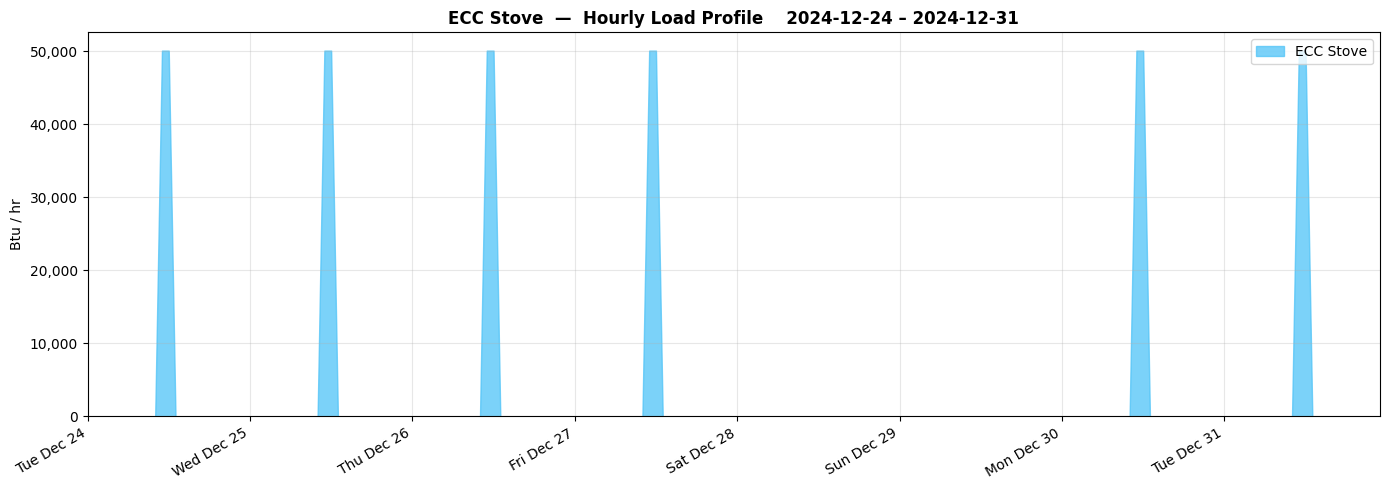 ECC Stove — Hourly Load Profile 2024-12-24 – 2024-12-31
ECC Stove
Btu / hr
50,000
40,000
30,000
20,000
10,000
0
Tue Dec 24
Wed Dec 25
Thu Dec 26
Fri Dec 27
Sat Dec 28
Sun Dec 29
Mon Dec 30
Tue Dec 31